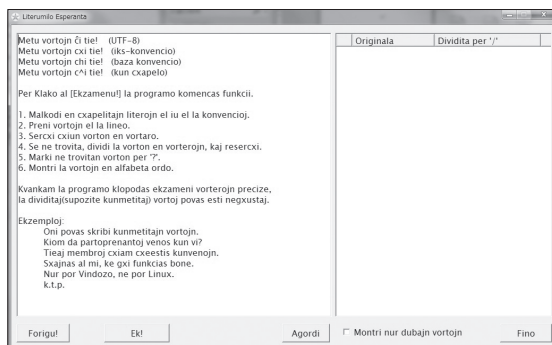 Literumilo Esperanta
Metu vortojn ĉi tie! (UTF-8)
Metu vortojn cxi tie! (iks-konvencio)
Metu vortojn chi tie! (baza konvencio)
Metu vortojn c^i tie! (kun cxapelo)
Per Klako al [Ekzamenu!] la programo komencas funkcii.
1. Malkodi en cxapelitajn literojn el iu el la konvencioj.
2. Preni vortojn el la lineo.
3. Sercxi cxiun vorton en vortaro.
4. Se ne trovita, dividi la vorton en vorterojn, kaj resercxi.
5. Marki ne trovitan vorton per '?'.
6. Montri la vortojn en alfabeta ordo.
Kvankam la programo klopodas ekzameni vorterojn precize,
la dividitaj(supozite kunmetitaj) vortoj povas esti negxustaj.
Ekzemploj:
Oni povas skribi kunmetitajn vortojn.
Kiom da partoprenantoj venos kun vi?
Tieaj membroj cxiam cxeestis kunvenojn.
Sxajnas al mi, ke gxi funkcias bone.
Nur por Vindozo, ne por Linux.
k.t.p.
Originala Dividita per '/'
Forigu! Ek! Agordi Montri nur dubajn vortojn Fino